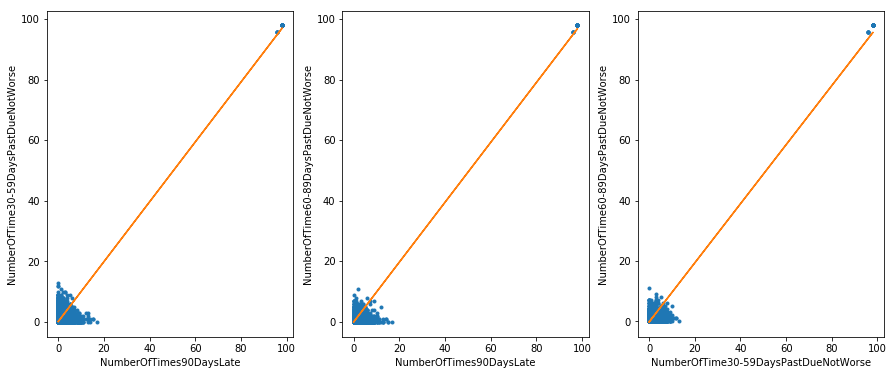 NumberOfTime30-59DaysPastDueNotWorse
100
80
60
40
20
0
0 20 40 60 80 100
NumberOfTimes90DaysLate
NumberOfTime60-89DaysPastDueNotWorse
100
80
60
40
20
0
0 20 40 60 80 100
NumberOfTimes90DaysLate
NumberOfTime60-89DaysPastDueNotWorse
100
80
60
40
20
0
0 20 40 60 80 100
NumberOfTime30-59DaysPastDueNotWorse